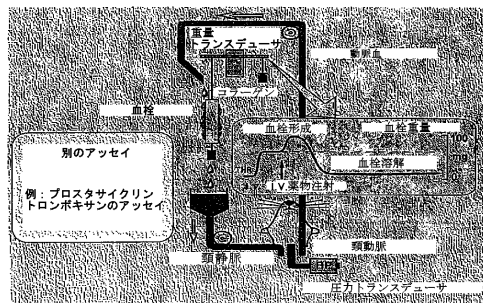 重量
トランスデューサ
動脈血
コラーゲン
血栓
血栓形成
血栓重量
100
mg
血栓溶解
I.V.薬物注射
別のアッセイ
例：プロスタサイクリン
トロンボキサンのアッセイ
頸静脈
頸動脈
圧力トランスデューサ